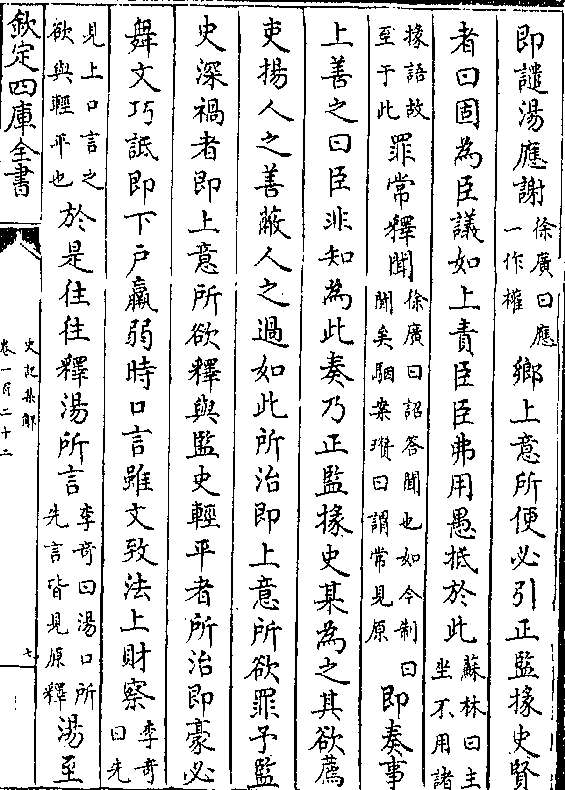 即譴湯應謝徐廣曰應一作權鄉上意所便必引正監掾史賢
者曰固為臣議如上責臣臣弗用愚抵於此蘇林曰主坐不用諸
掾語故至于此罪常釋聞徐廣曰詔答聞也如今制曰聞矣駰案瓚曰謂常見原即奏事
上善之曰臣非知為此奏乃正監掾史某為之其欲薦
吏揚人之善蔽人之過如此所治即上意所欲罪予監
史深禍者即上意所欲釋與監史輕平者所治即豪必
舞文巧詆即下戶羸弱時口言雖文致法上財察李奇曰先
見上口言之欲與輕平也於是往往釋湯所言李奇曰湯口所先言皆見原釋湯至
欽定四庫全書
史記集解
卷一百二十二
七